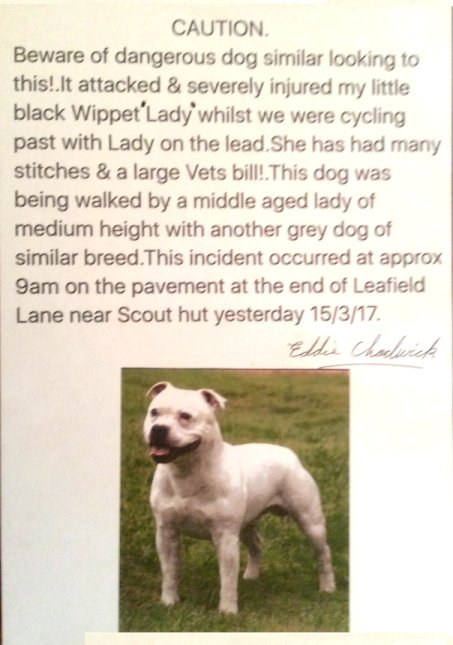 CAUTION.
Beware of dangerous dog similar looking to
this!.It attacked & severely injured my little
black Wippet'Lady'whilst we were cycling
past with Lady on the lead.She has had many
stitches & a large Vets bill!.This dog was
being walked by a middle aged lady of
medium height with another grey dog of
similar breed.This incident occurred at approx
9am on the pavement at the end of Leafield
Lane near Scout hut yesterday 15/3/17.
Eddie Chadwick